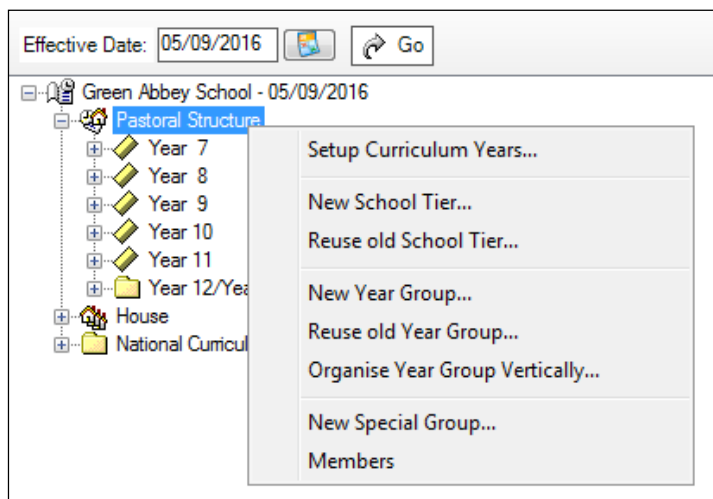 Effective Date: 05/09/2016 Go
Green Abbey School - 05/09/2016
Pastoral Structure
Year 7
Year 8
Year 9
Year 10
Year 11
Year 12/Yea
House
National Curricul
Setup Curriculum Years...
New School Tier...
Reuse old School Tier...
New Year Group...
Reuse old Year Group...
Organise Year Group Vertically...
New Special Group...
Members